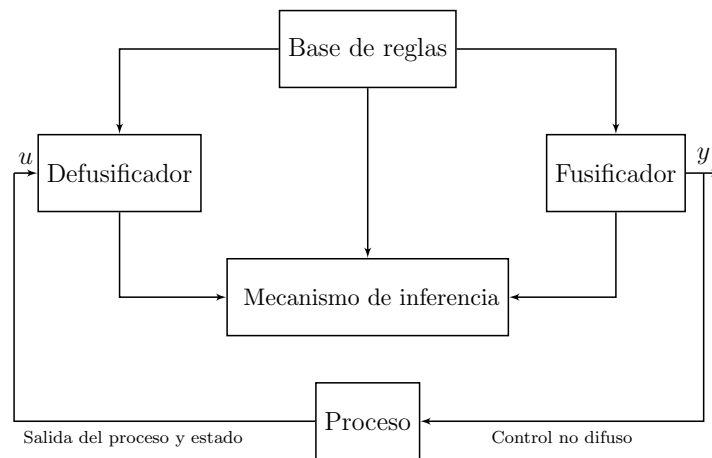 Base de reglas
u
Defusificador
Fusificador
y
Mecanismo de inferencia
Proceso
Salida del proceso y estado
Control no difuso